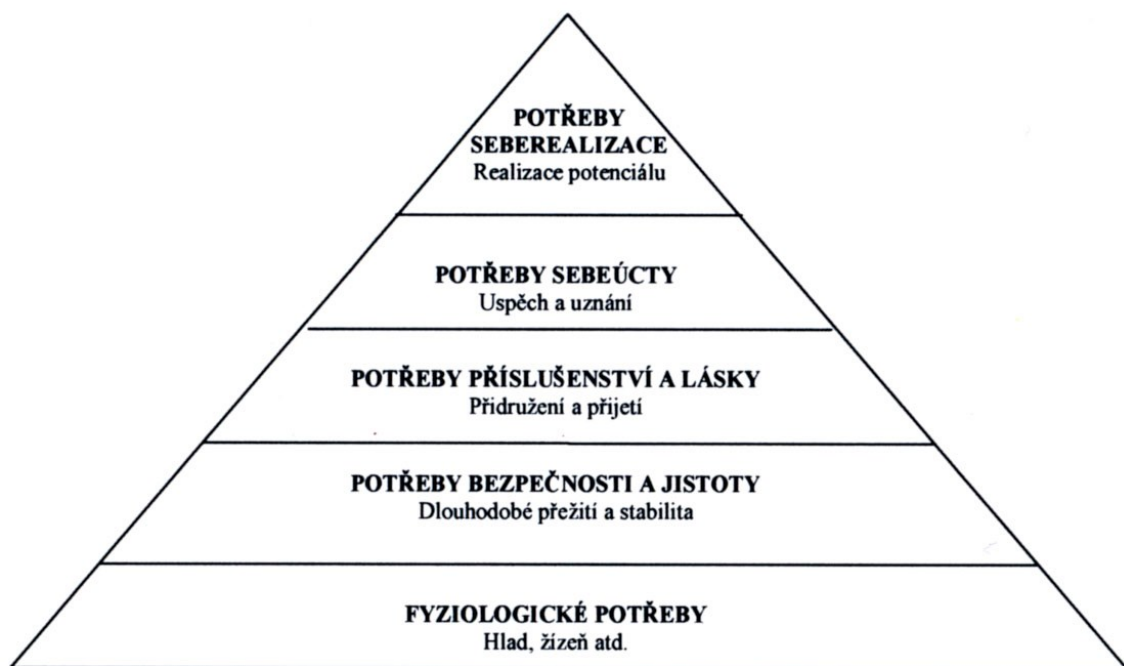 POTŘEBY
SEBEREALIZACE
Realizace potenciálu
POTŘEBY SEBEÚCTY
Uspěch a uznání
POTŘEBY PŘÍSLUŠENSTVÍ A LÁSKY
Přidružení a přijetí
POTŘEBY BEZPEČNOSTI A JISTOTY
Dlouhodobé přežití a stabilita
FYZIOLOGICKÉ POTŘEBY
Hlad, žízeň atd.